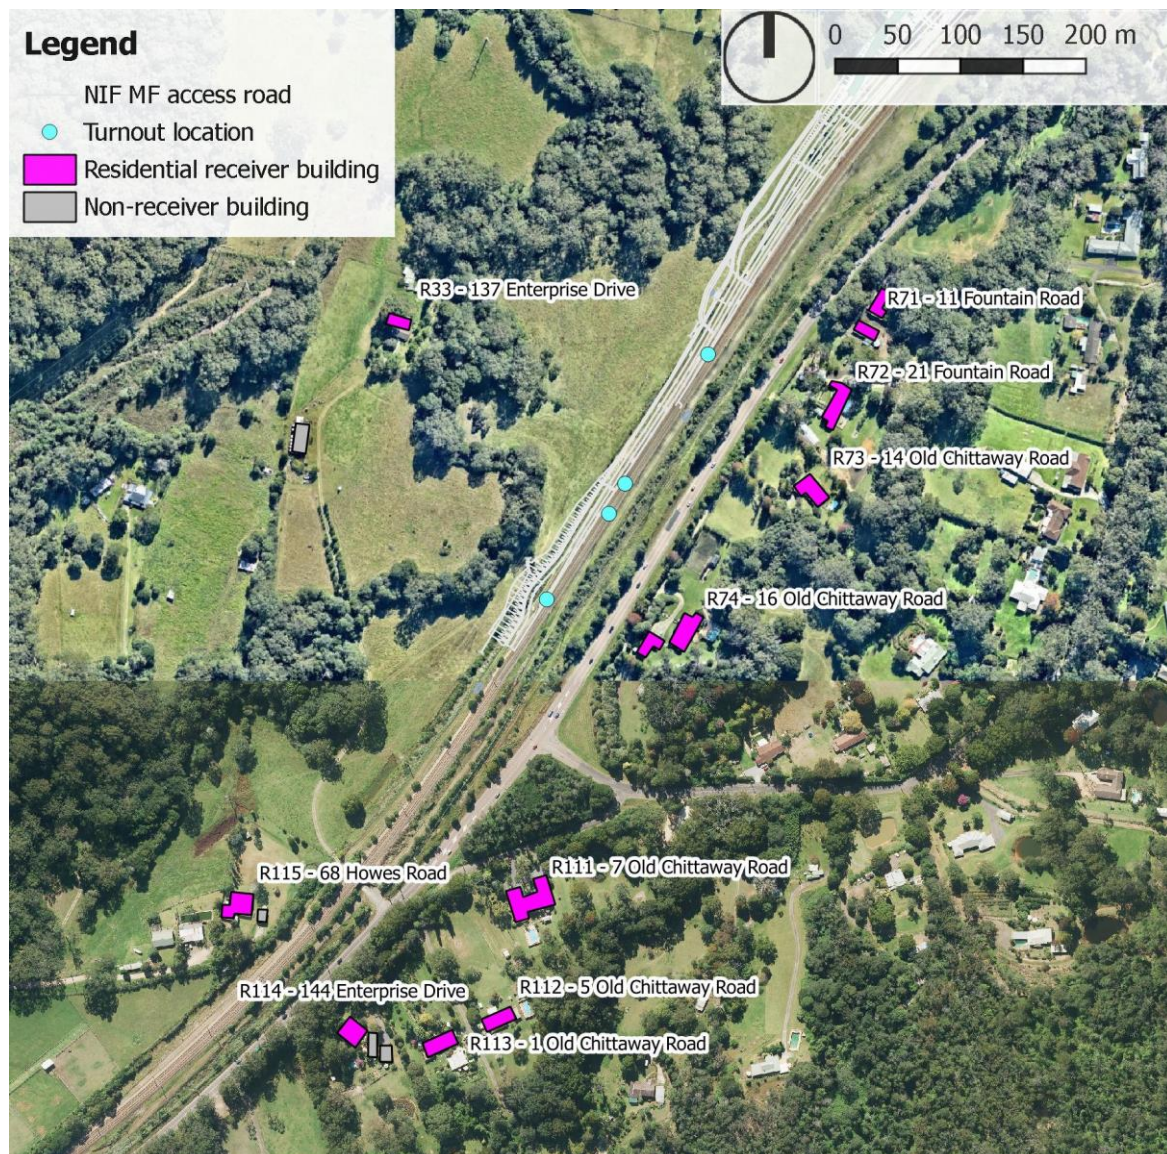 Legend
NIF MF access road
Turnout location
Residential receiver building
Non-receiver building
0 50 100 150 200 m
R33 - 137 Enterprise Drive
R71 - 11 Fountain Road
R72 - 21 Fountain Road
R73 - 14 Old Chittaway Road
R74 - 16 Old Chittaway Road
R111 - 7 Old Chittaway Road
R115 - 68 Howes Road
R114 - 144 Enterprise Drive
R112 - 5 Old Chittaway Road
R113 - 1 Old Chittaway Road